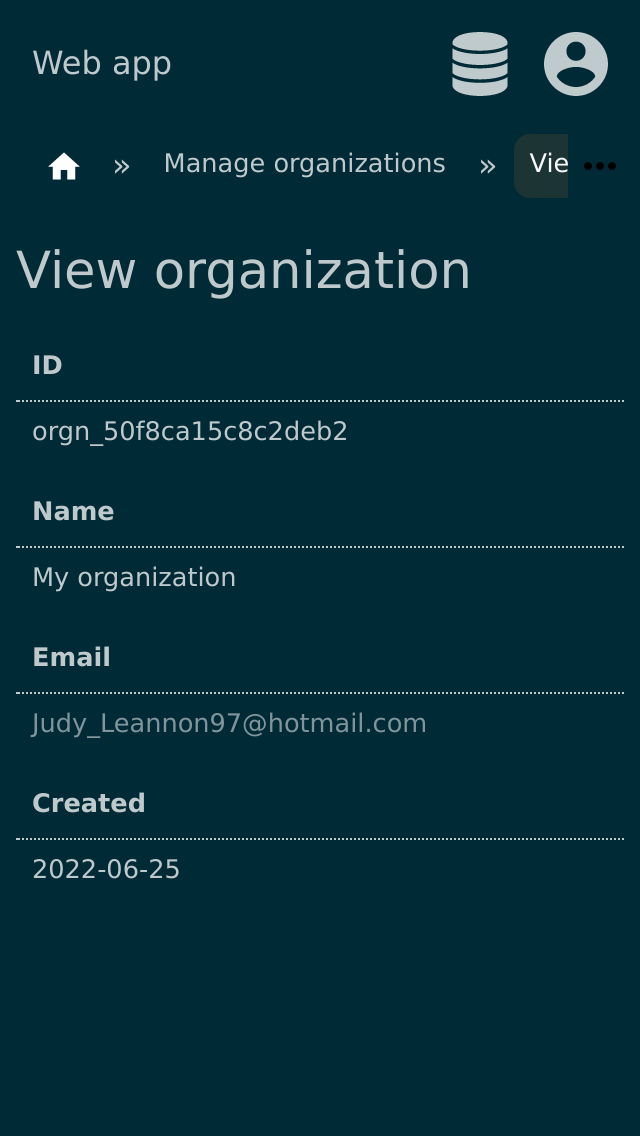 Web app
» Manage organizations » Vie •••
View organization
ID
orgn_50f8ca15c8c2deb2
Name
My organization
Email
Judy_Leannon97@hotmail.com
Created
2022-06-25